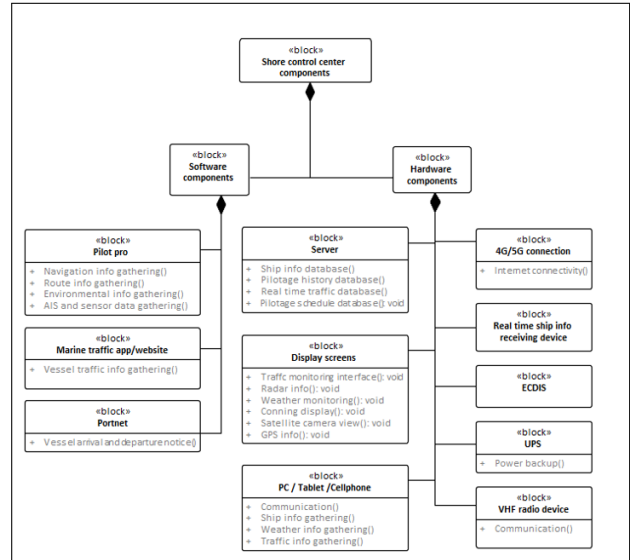 «block»
Shore control center
components
«block»
Software
components
«block»
Hardware
components
«block»
Pilot pro
+ Navigation info gathering()
+ Route info gathering()
+ Environmental info gathering()
+ AIS and sensor data gathering()
«block»
Marine traffic app/website
+ Vessel traffic info gathering()
«block»
Portnet
+ Vessel arrival and departure notice()
«block»
Server
+ Ship info database()
+ Pilotage history database()
+ Real time traffic database()
+ Pilotage schedule database(): void
«block»
Display screens
+ Traffc monitoring interface(): void
+ Radar info(): void
+ Weather monitoring(): void
+ Conning display(): void
+ Satellite camera view(): void
+ GPS info(): void
«block»
PC / Tablet /Cellphone
+ Communication()
+ Ship info gathering()
+ Weather info gathering()
+ Traffic info gathering()
«block»
4G/5G connection
+ Internet connectivity()
«block»
Real time ship info
receiving device
«block»
ECDIS
«block»
UPS
+ Power backup()
«block»
VHF radio device
+ Communication()